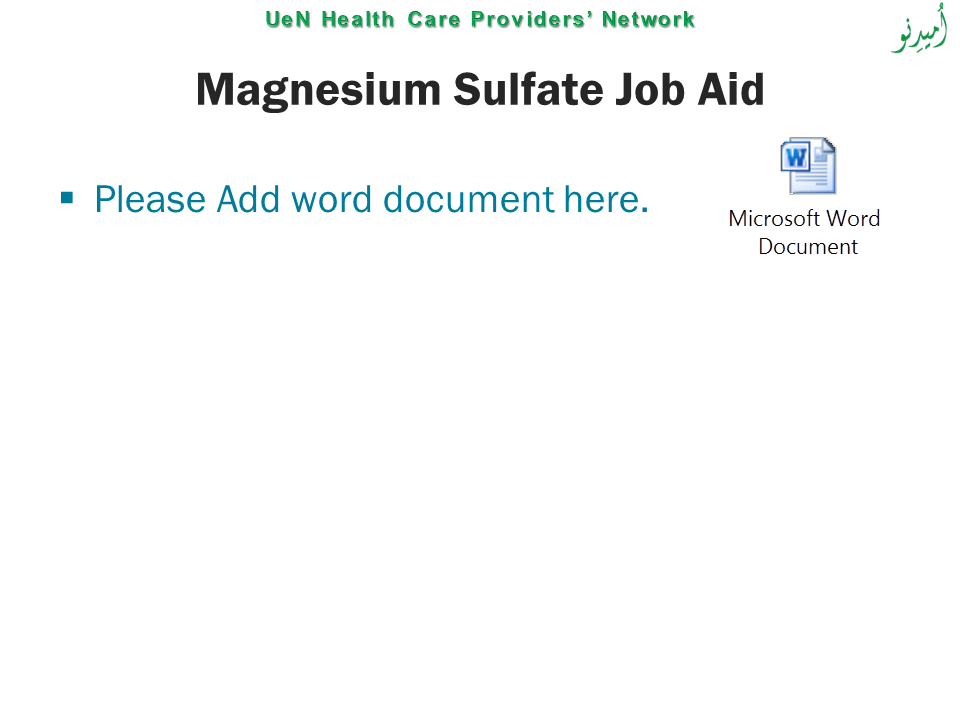 UeN Health Care Providers’ Network
اُمیدِنو
Magnesium Sulfate Job Aid
▪ Please Add word document here.
W
Microsoft Word
Document